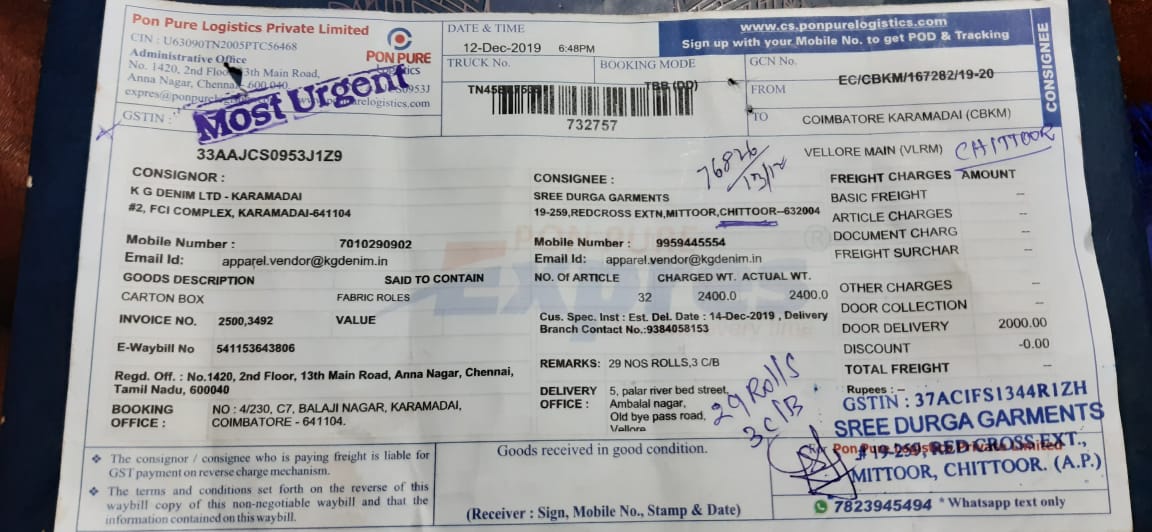 Pon Pure Logistics Private Limited
CIN : U63090TN2005PTC56468
Administrative Office
No. 1420, 2nd Floor, 13th Main Road,
Anna Nagar, Chennai, 600 040
PON PURE
Most Urgent
GSTIN :
33AAJCS0953J1Z9
DATE & TIME
12-Dec-2019 6:48PM
TRUCK No.
BOOKING MODE
TBB (DD)
732757
www.cs.ponpurelogistics.com
Sign up with your Mobile No. to get POD & Tracking
GCN No.
EC/CBKM/167282/19-20
FROM
COIMBATORE KARAMADAI (CBKM)
TO
VELLORE MAIN (VLRM) CHITTOOR
CONSIGNEE
CONSIGNOR :
K G DENIM LTD - KARAMADAI
#2, FCI COMPLEX, KARAMADAI-641104
Mobile Number : 7010290902
Email Id: apparel.vendor@kgdenim.in
GOODS DESCRIPTION SAID TO CONTAIN
CARTON BOX FABRIC ROLES
INVOICE NO. 2500,3492 VALUE
E-Waybill No 541153643806
Regd. Off. : No.1420, 2nd Floor, 13th Main Road, Anna Nagar, Chennai,
Tamil Nadu, 600040
BOOKING OFFICE : NO : 4/230, C7, BALAJI NAGAR, KARAMADAI,
COIMBATORE - 641104.
76826
13/12
CONSIGNEE :
SREE DURGA GARMENTS
19-259,REDCROSS EXTN,MITTOOR,CHITTOOR--632004
Mobile Number : 9959445554
Email Id: apparel.vendor@kgdenim.in
PON PURE
Expres
NO. Of ARTICLE CHARGED WT. ACTUAL WT.
32 2400.0 2400.0
Cus. Spec. Inst : Est. Del. Date : 14-Dec-2019 , Delivery
Branch Contact No.:9384058153
REMARKS: 29 NOS ROLLS,3 C/B
DELIVERY OFFICE : 5, palar river bed street,
Ambalal nagar,
Old bye pass road,
Vellore
29 Rolls
3 C/B
FREIGHT CHARGES AMOUNT
BASIC FREIGHT --
ARTICLE CHARGES --
DOCUMENT CHARG --
FREIGHT SURCHAR --
OTHER CHARGES --
DOOR COLLECTION --
DOOR DELIVERY 2000.00
DISCOUNT -0.00
TOTAL FREIGHT --
Rupees : --
GSTIN : 37ACIFS1344R1ZH
SREE DURGA GARMENTS
For Pon Pure Logistics Private Limited
# 19-259, RED CROSS EXT.,
MITTOOR, CHITTOOR. (A.P.)
7823945494 * Whatsapp text only
❖ The consignor / consignee who is paying freight is liable for
GST payment on reverse charge mechanism.
❖ The terms and conditions set forth on the reverse of this
waybill copy of this non-negotiable waybill and that the
information contained on this waybill.
Goods received in good condition.
(Receiver : Sign, Mobile No., Stamp & Date)